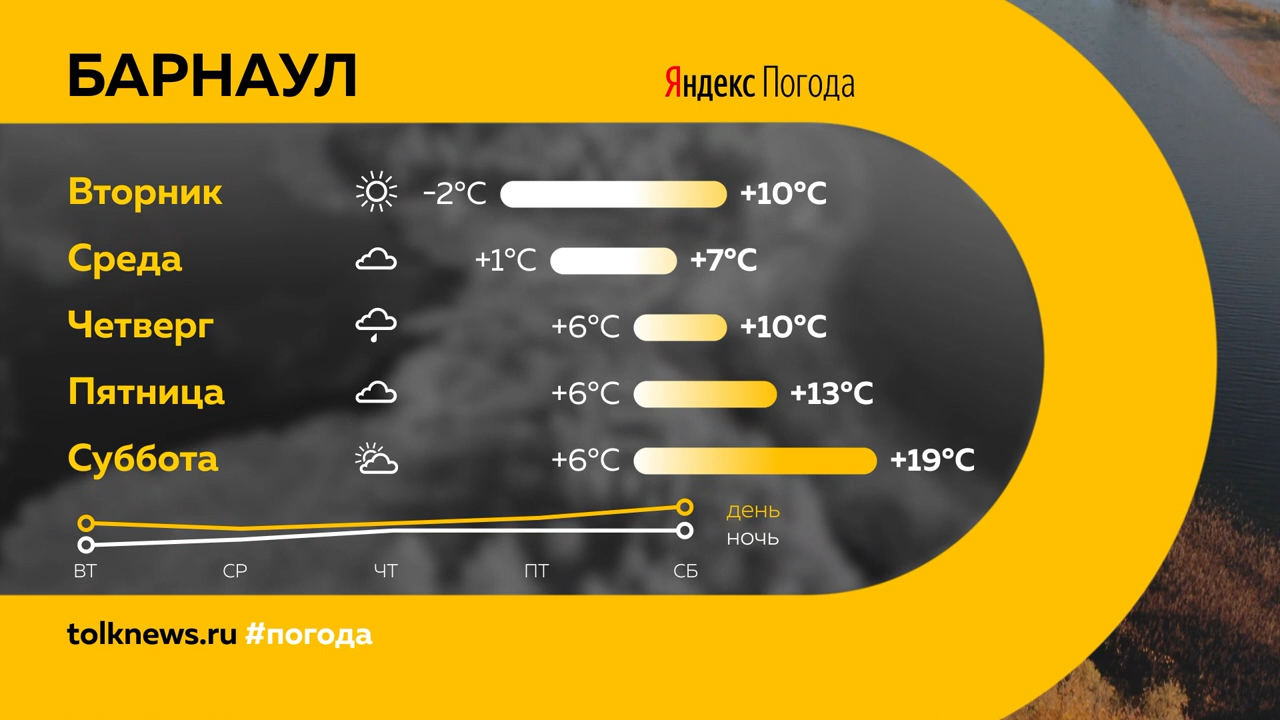 БАРНАУЛ
Яндекс Погода
Вторник -2°C +10°C
Среда +1°C +7°C
Четверг +6°C +10°C
Пятница +6°C +13°C
Суббота +6°C +19°C
день
ночь
ВТ СР ЧТ ПТ СБ
tolknews.ru #погода